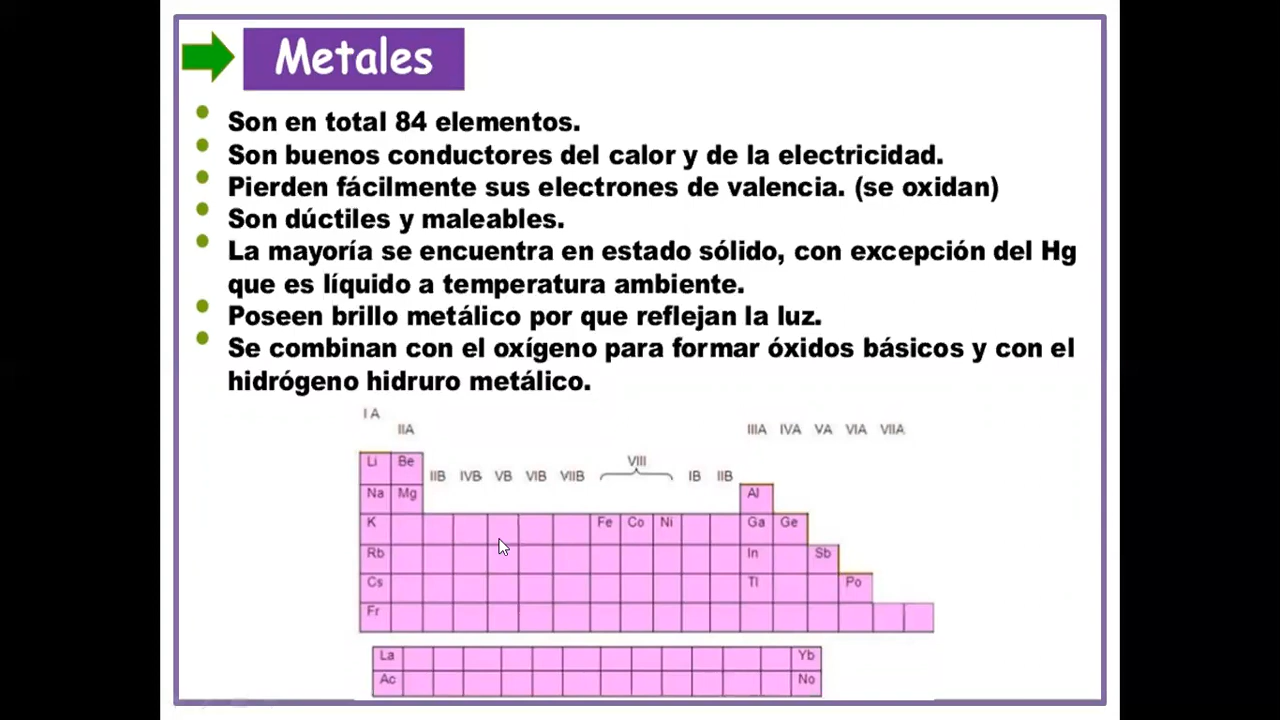 Metales
Son en total 84 elementos.
Son buenos conductores del calor y de la electricidad.
Pierden fácilmente sus electrones de valencia. (se oxidan)
Son dúctiles y maleables.
La mayoría se encuentra en estado sólido, con excepción del Hg
que es líquido a temperatura ambiente.
Poseen brillo metálico por que reflejan la luz.
Se combinan con el oxígeno para formar óxidos básicos y con el
hidrógeno hidruro metálico.
I A
IIA IIIA IVA VA VIA VIIA
Li Be
IIB IVB VB VIB VIIB VIII IB IIB
Na Mg Al
K Fe Co Ni Ga Ge
Rb In Sb
Cs Tl Po
Fr
La Yb
Ac No